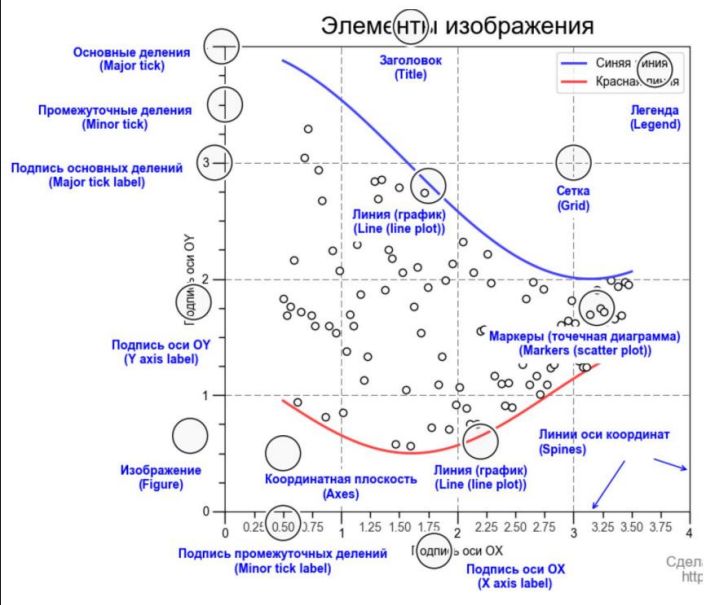 Элементы изображения
Основные деления
(Major tick)
Заголовок
(Title)
Синяя линия
Красная линия
Промежуточные деления
(Minor tick)
Легенда
(Legend)
Подпись основных делений
(Major tick label)
3
Сетка
(Grid)
Линия (график)
(Line (line plot))
Подпись оси OY
2
Подпись оси OY
(Y axis label)
Маркеры (точечная диаграмма)
(Markers (scatter plot))
1
Линии оси координат
(Spines)
Изображение
(Figure)
Координатная плоскость
(Axes)
Линия (график)
(Line (line plot))
0
0 0.25 0.50 0.75 1 1.25 1.50 1.75 2 2.25 2.50 2.75 3 3.25 3.50 3.75 4
Подпись промежуточных делений
(Minor tick label)
Подпись оси OX
Подпись оси OX
(X axis label)
http